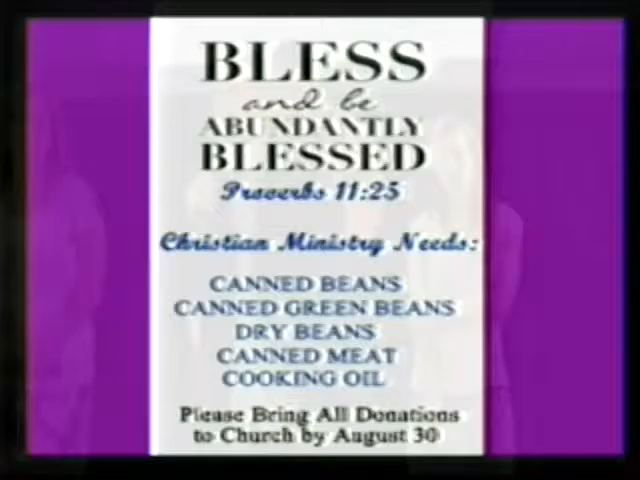 BLESS
and be
ABUNDANTLY
BLESSED
Proverbs 11:25
Christian Ministry Needs:
CANNED BEANS
CANNED GREEN BEANS
DRY BEANS
CANNED MEAT
COOKING OIL
Please Bring All Donations
to Church by August 30